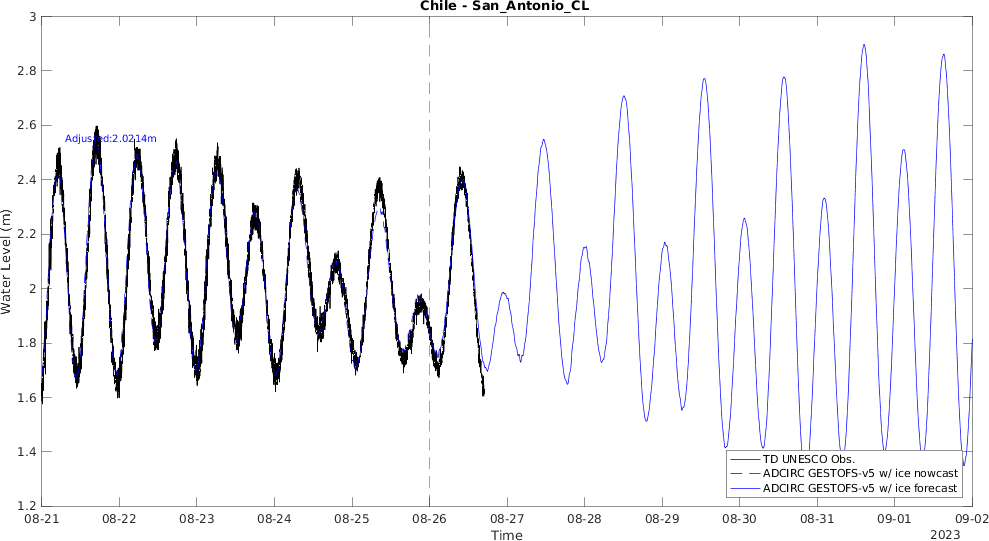 Chile - San_Antonio_CL
3
2.8
2.6
2.4
2.2
2
1.8
1.6
1.4
1.2
Water Level (m)
Adjusted:2.0214m
TD UNESCO Obs.
ADCIRC GESTOFS-v5 w/ ice nowcast
ADCIRC GESTOFS-v5 w/ ice forecast
08-21 08-22 08-23 08-24 08-25 08-26 08-27 08-28 08-29 08-30 08-31 09-01 09-02
Time
2023